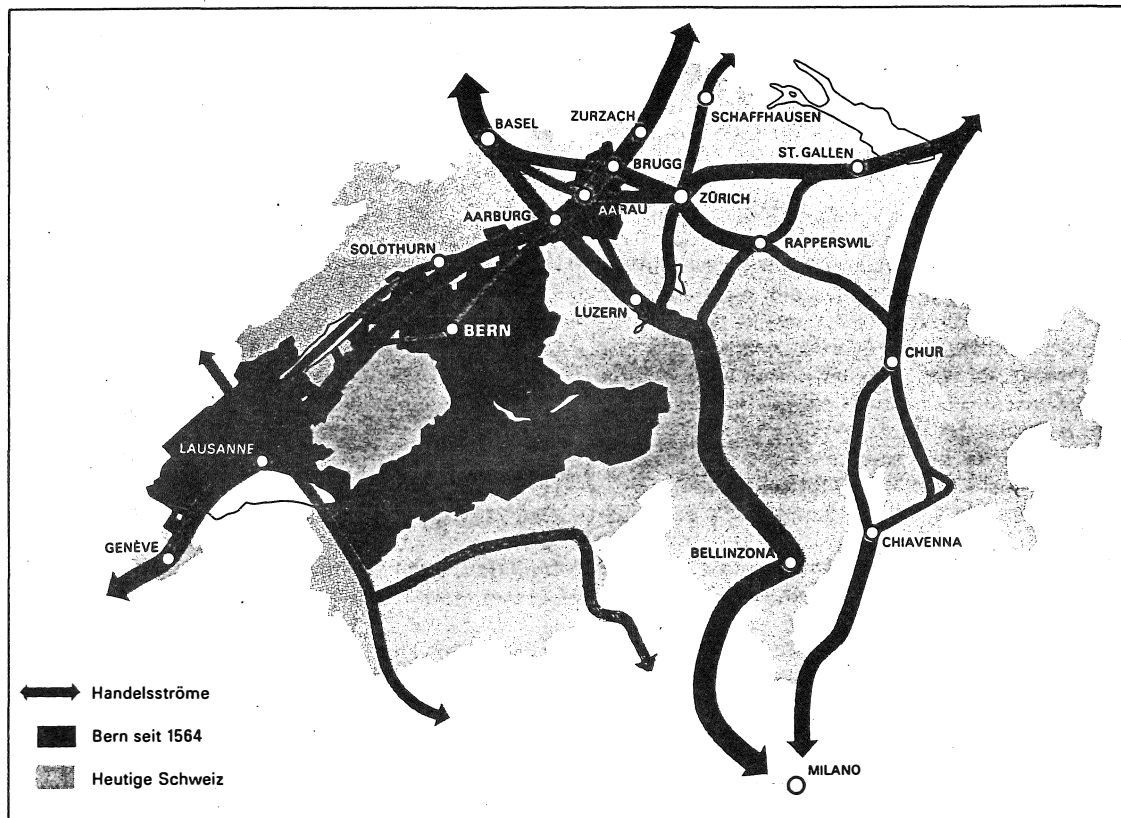 BASEL
ZURZACH
SCHAFFHAUSEN
BRUGG
ST. GALLEN
AARAU
ZÜRICH
AARBURG
RAPPERSWIL
SOLOTHURN
LUZERN
BERN
CHUR
LAUSANNE
GENÈVE
BELLINZONA
CHIAVENNA
MILANO
Handelsströme
Bern seit 1564
Heutige Schweiz